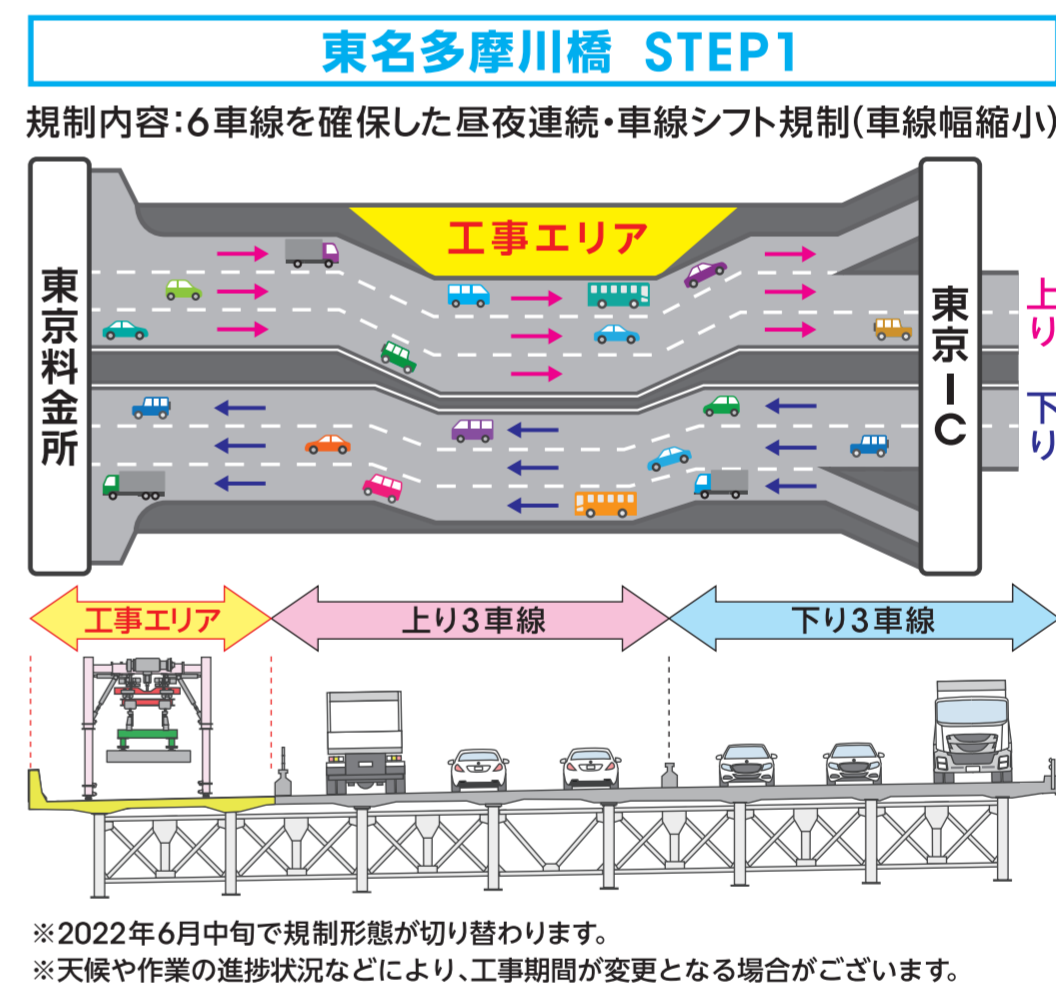 東名多摩川橋 STEP1
規制内容:6車線を確保した昼夜連続・車線シフト規制(車線幅縮小)
工事エリア
東京料金所
東京IC
上り
下り
工事エリア
上り3車線
下り3車線
※2022年6月中旬で規制形態が切り替わります。
※天候や作業の進捗状況などにより、工事期間が変更となる場合がございます。